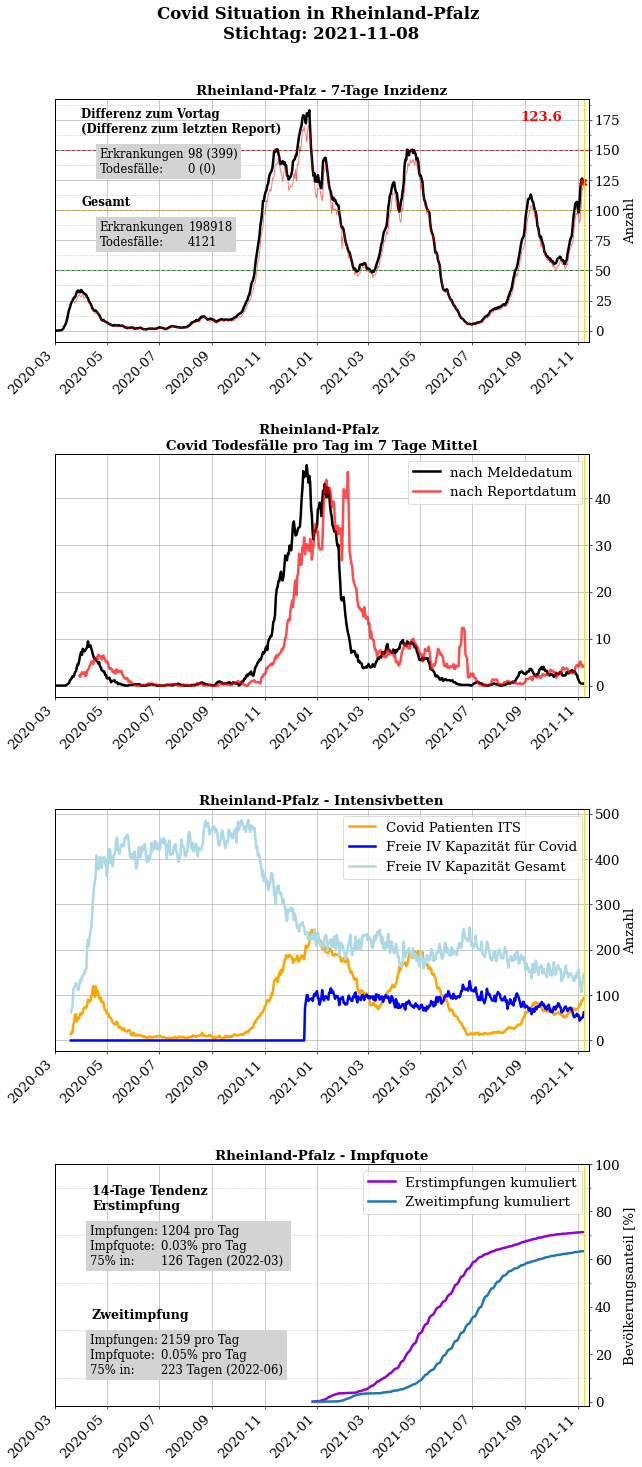 Covid Situation in Rheinland-Pfalz
Stichtag: 2021-11-08
Rheinland-Pfalz - 7-Tage Inzidenz
Differenz zum Vortag
(Differenz zum letzten Report)
Erkrankungen 98 (399)
Todesfälle: 0 (0)
Gesamt
Erkrankungen 198918
Todesfälle: 4121
123.6
175
150
125
100
75
50
25
0
Anzahl
2020-03
2020-05
2020-07
2020-09
2020-11
2021-01
2021-03
2021-05
2021-07
2021-09
2021-11
Rheinland-Pfalz
Covid Todesfälle pro Tag im 7 Tage Mittel
nach Meldedatum
nach Reportdatum
40
30
20
10
0
2020-03
2020-05
2020-07
2020-09
2020-11
2021-01
2021-03
2021-05
2021-07
2021-09
2021-11
Rheinland-Pfalz - Intensivbetten
Covid Patienten ITS
Freie IV Kapazität für Covid
Freie IV Kapazität Gesamt
500
400
300
200
100
0
Anzahl
2020-03
2020-05
2020-07
2020-09
2020-11
2021-01
2021-03
2021-05
2021-07
2021-09
2021-11
Rheinland-Pfalz - Impfquote
14-Tage Tendenz
Erstimpfung
Impfungen: 1204 pro Tag
Impfquote: 0.03% pro Tag
75% in: 126 Tagen (2022-03)
Zweitimpfung
Impfungen: 2159 pro Tag
Impfquote: 0.05% pro Tag
75% in: 223 Tagen (2022-06)
Erstimpfungen kumuliert
Zweitimpfung kumuliert
100
80
60
40
20
0
Bevölkerungsanteil [%]
2020-03
2020-05
2020-07
2020-09
2020-11
2021-01
2021-03
2021-05
2021-07
2021-09
2021-11